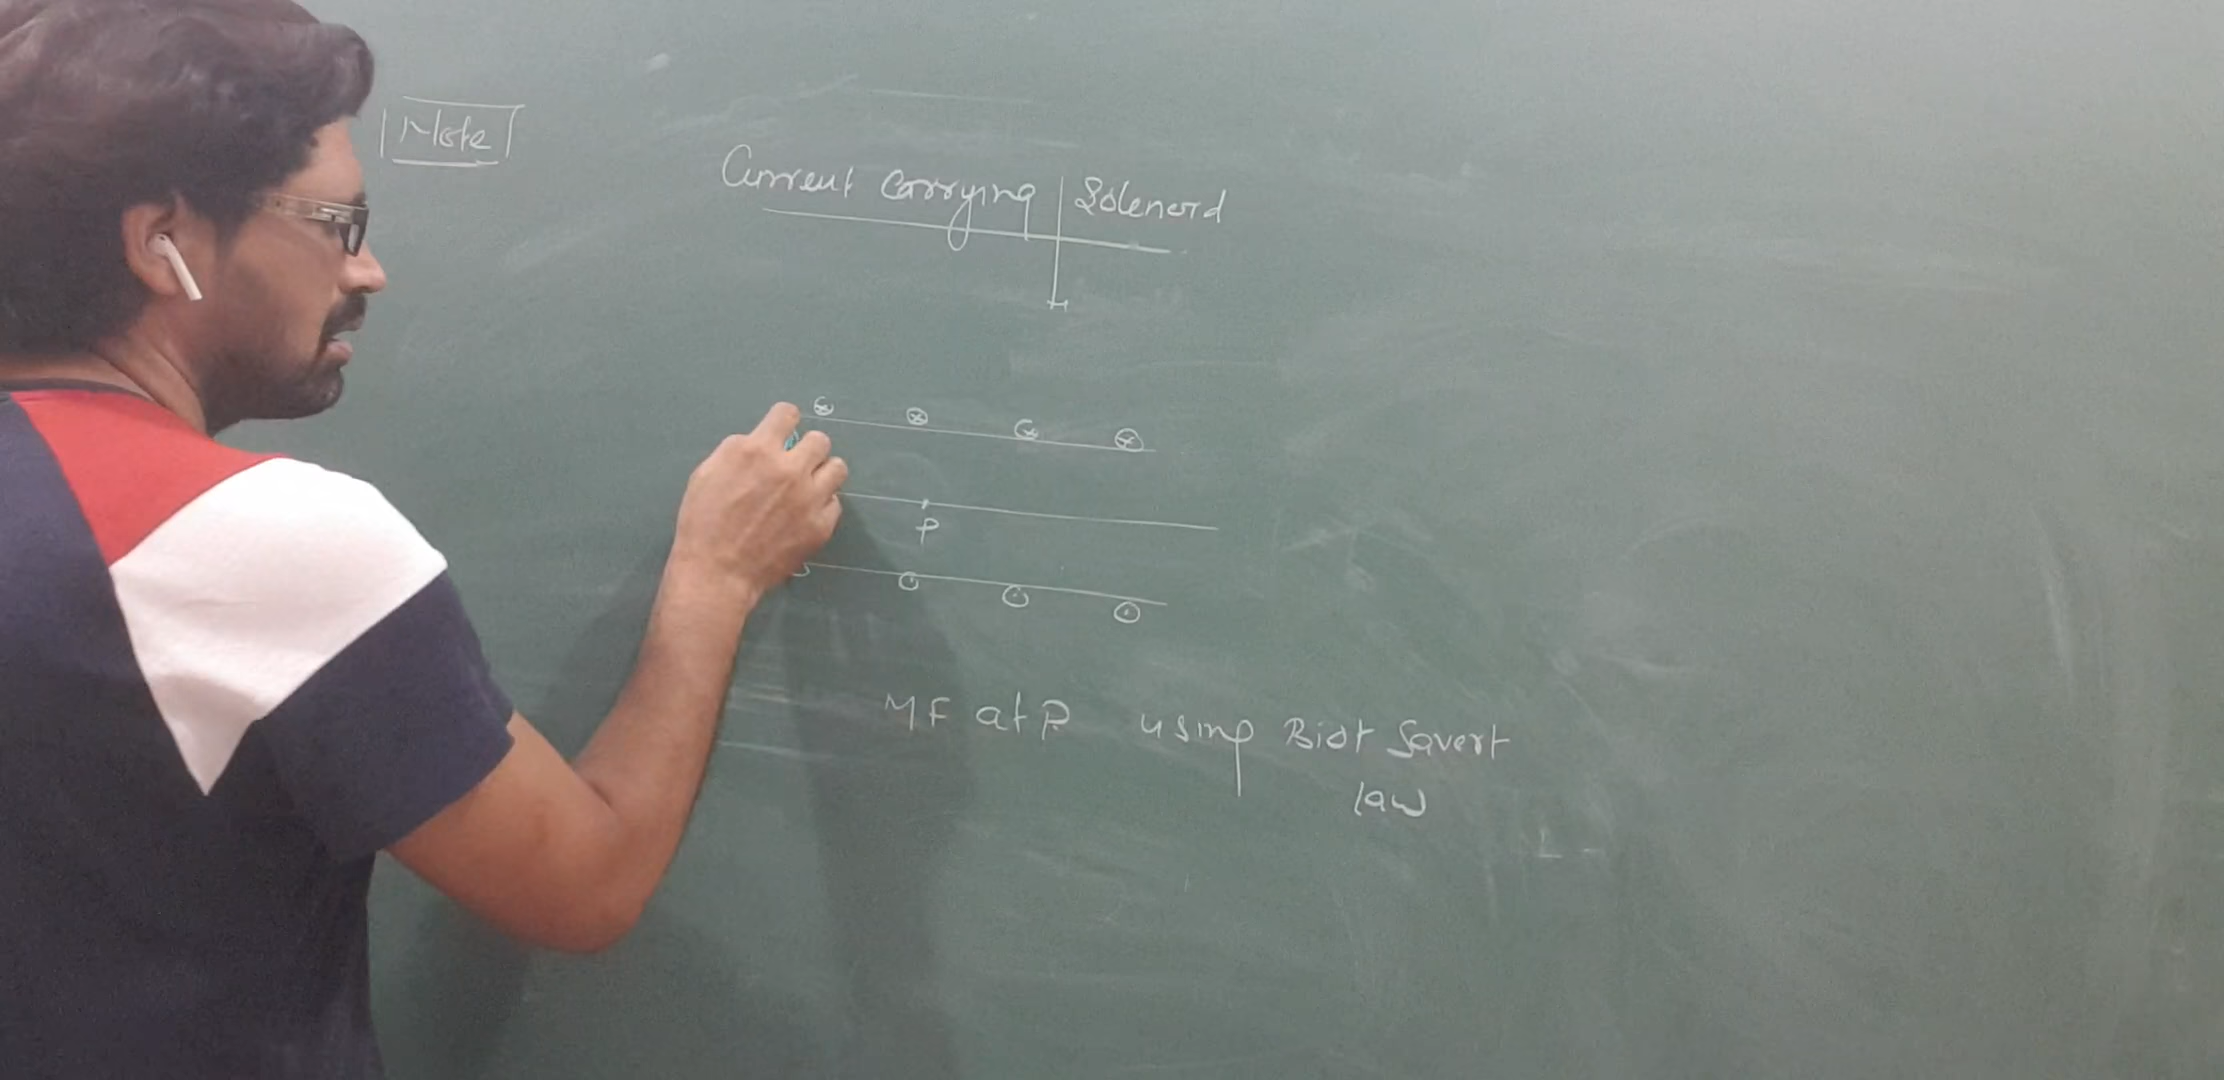 Note
Current Carrying Solenoid
P
MF at P using Biot Savert
law